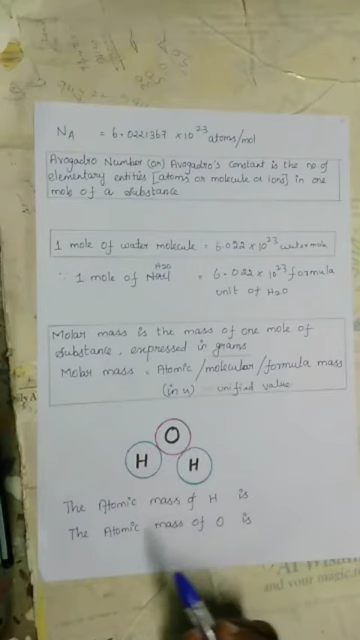 NA = 6.0221367 × 10²³ atoms/mol
Avogadro Number (or) Avogadro's Constant is the no. of
elementary entities [atoms or molecule or Ions] in one
mole of a substance
1 mole of water molecule = 6.022 × 10²³ water mole
H2O
∵ 1 mole of NaCl = 6.022 × 10²³ formula
unit of H2O
Molar mass is the mass of one mole of
substance, expressed in grams
Molar mass = Atomic / molecular / formula mass
(in u) - unified value
O
H H
The Atomic mass of H is
The Atomic mass of O is
and your magic